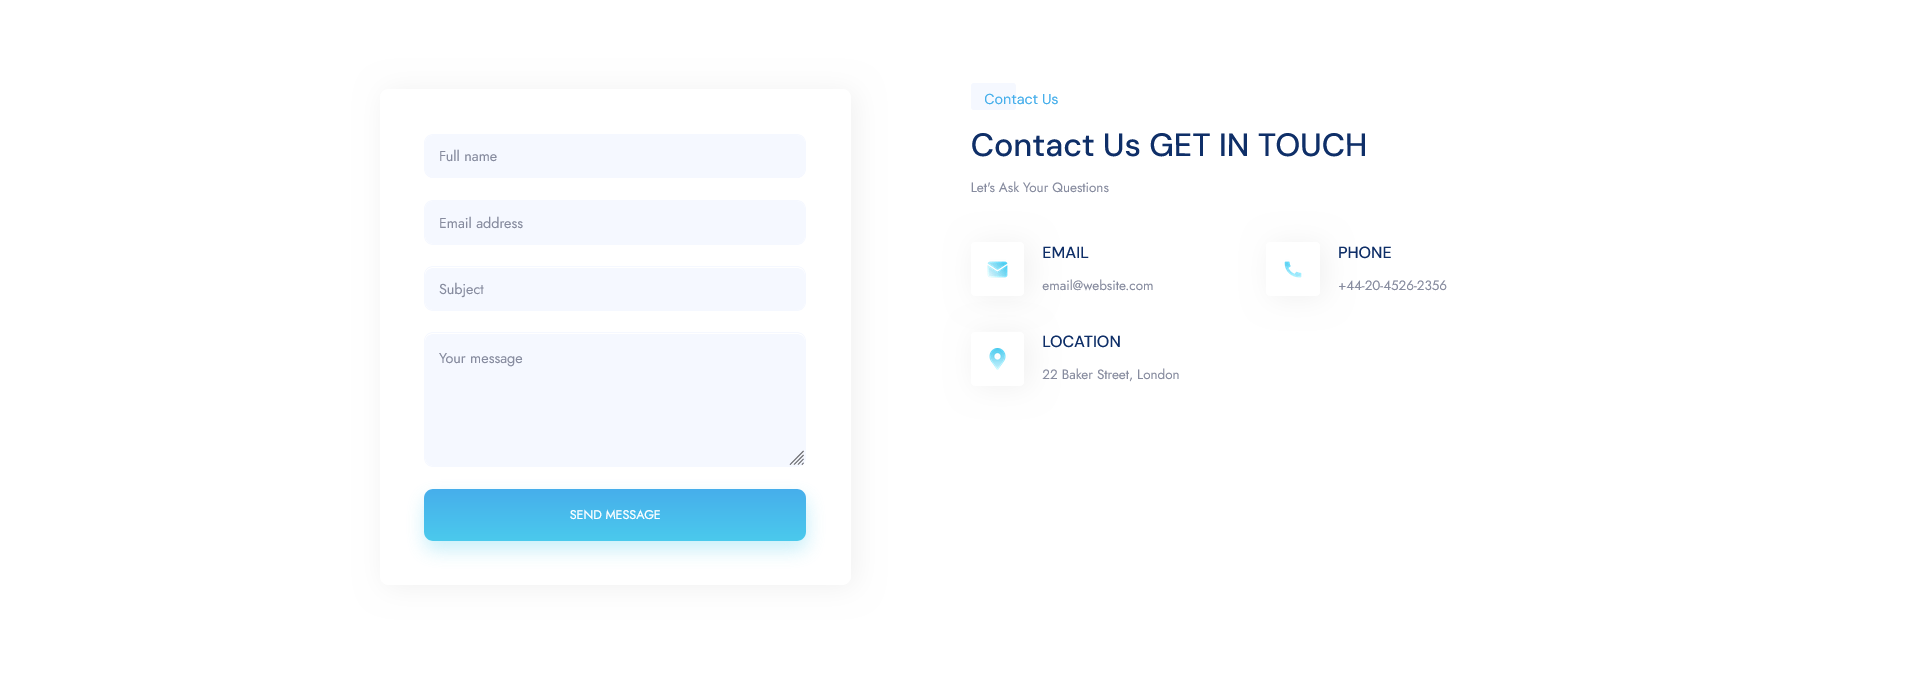 Full name
Email address
Subject
Your message
SEND MESSAGE
Contact Us
Contact Us GET IN TOUCH
Let's Ask Your Questions
EMAIL
email@website.com
PHONE
+44-20-4526-2356
LOCATION
22 Baker Street, London